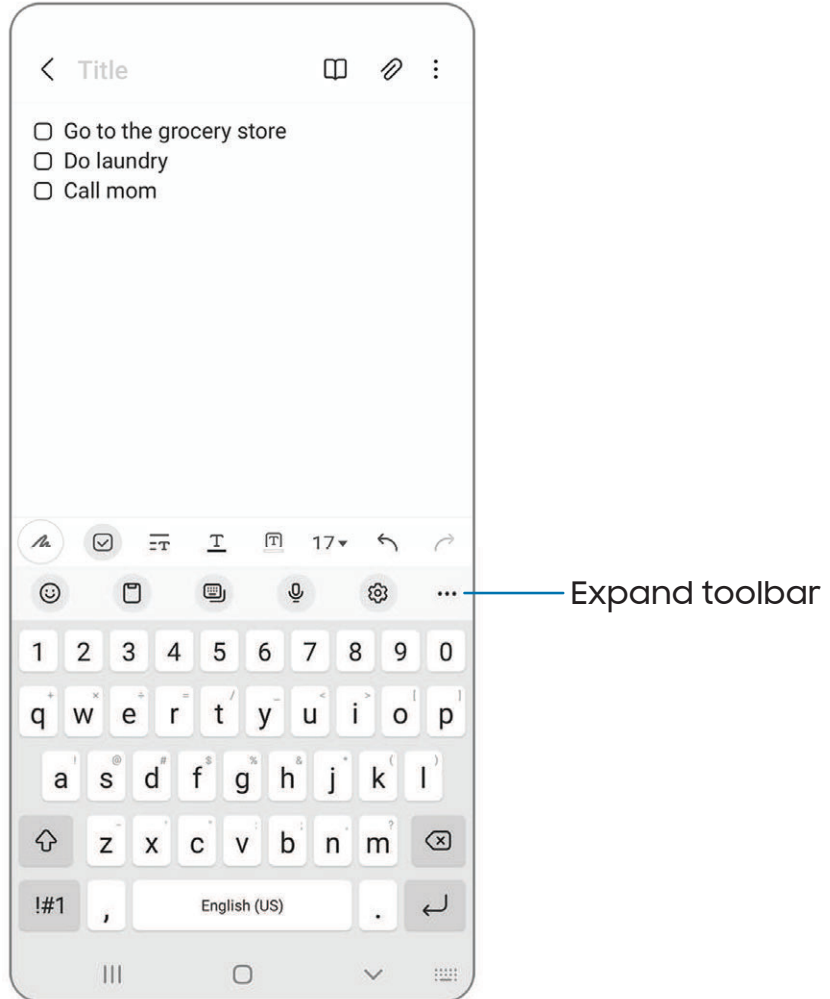 Title
Go to the grocery store
Do laundry
Call mom
T
T
T
17
Expand toolbar
1 2 3 4 5 6 7 8 9 0
q w e r t y u i o p
a s d f g h j k l
z x c v b n m
!#1 , English (US) .